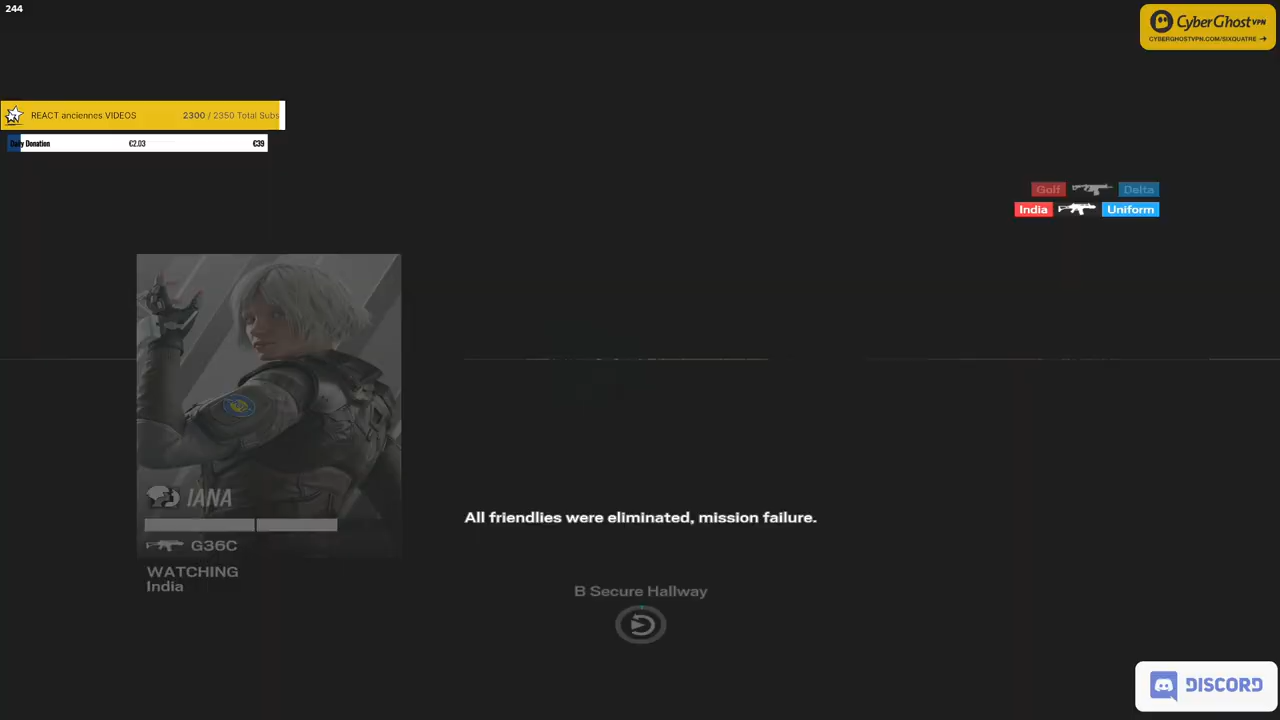 244
CyberGhost VPN
CYBERGHOSTVPN.COM/SIXQUATRE
REACT anciennes VIDEOS 2300 / 2350 Total Subs
Daily Donation €2.03 €39
Golf Delta
India Uniform
IANA
All friendlies were eliminated, mission failure.
G36C
WATCHING
India
B Secure Hallway
DISCORD